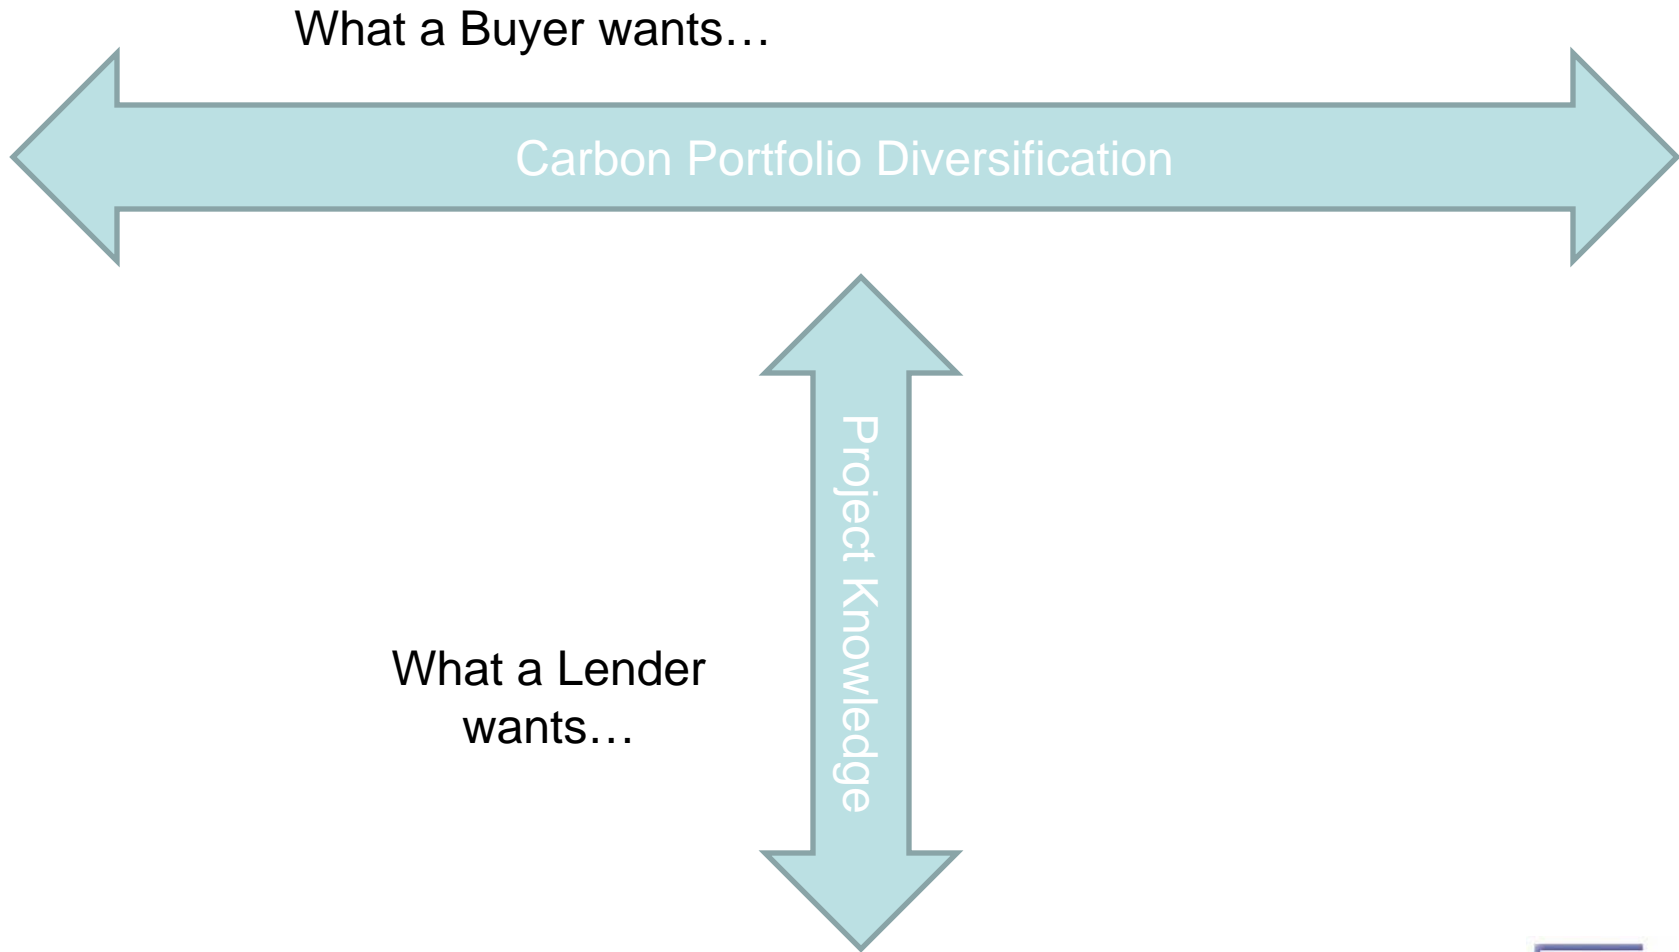 What a Buyer wants…
Carbon Portfolio Diversification
Project Knowledge
What a Lender
wants…